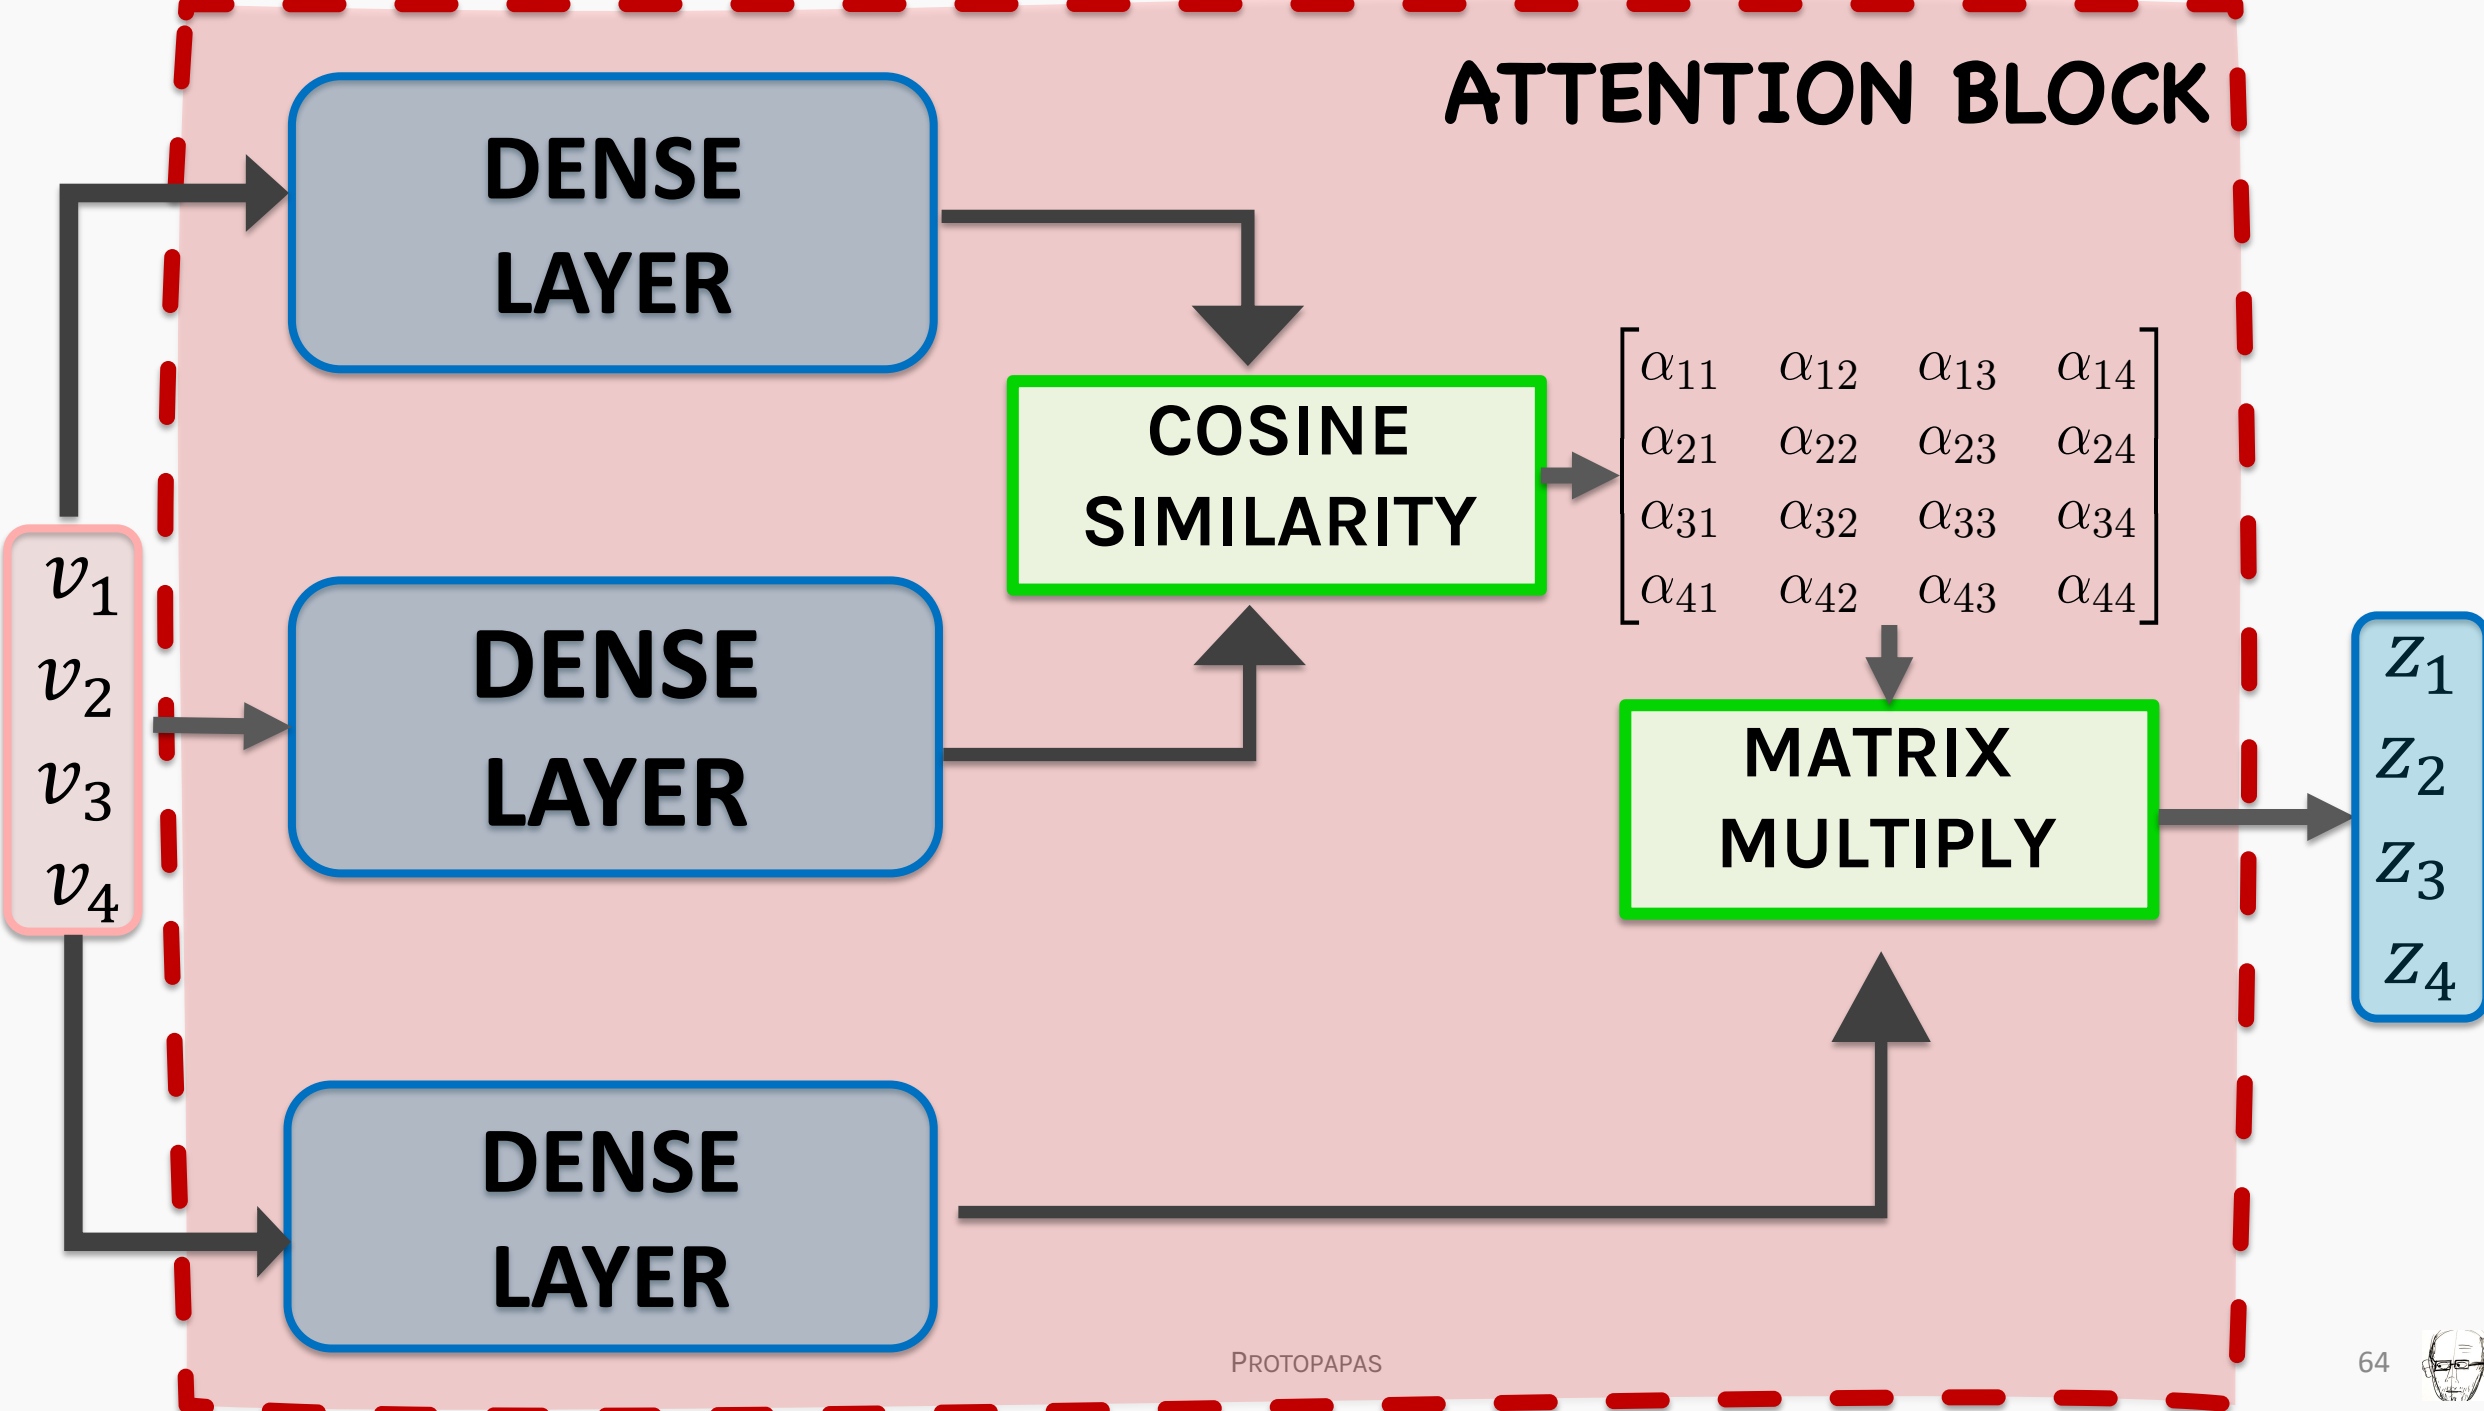 ATTENTION BLOCK
DENSE
LAYER
COSINE
SIMILARITY
α11 α12 α13 α14
α21 α22 α23 α24
α31 α32 α33 α34
α41 α42 α43 α44
v1
v2
v3
v4
DENSE
LAYER
MATRIX
MULTIPLY
z1
z2
z3
z4
DENSE
LAYER
PROTOPAPAS
64